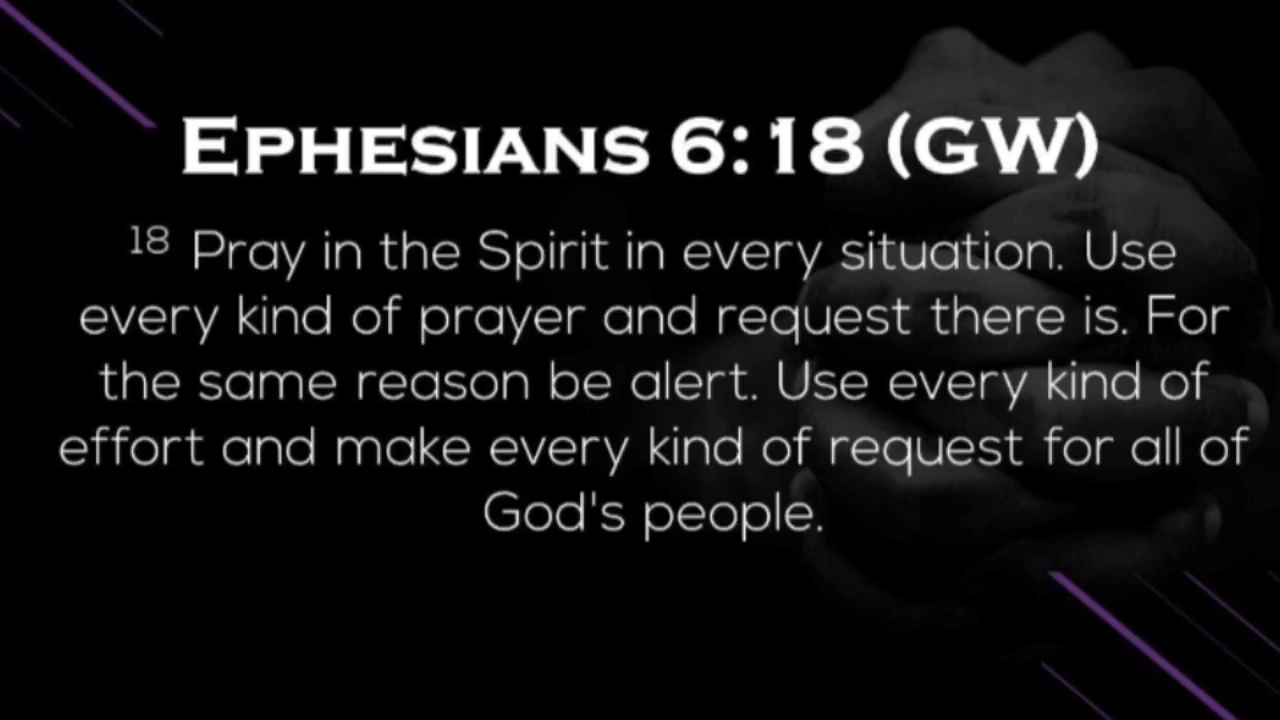 Ephesians 6:18 (GW)
18 Pray in the Spirit in every situation. Use
every kind of prayer and request there is. For
the same reason be alert. Use every kind of
effort and make every kind of request for all of
God's people.